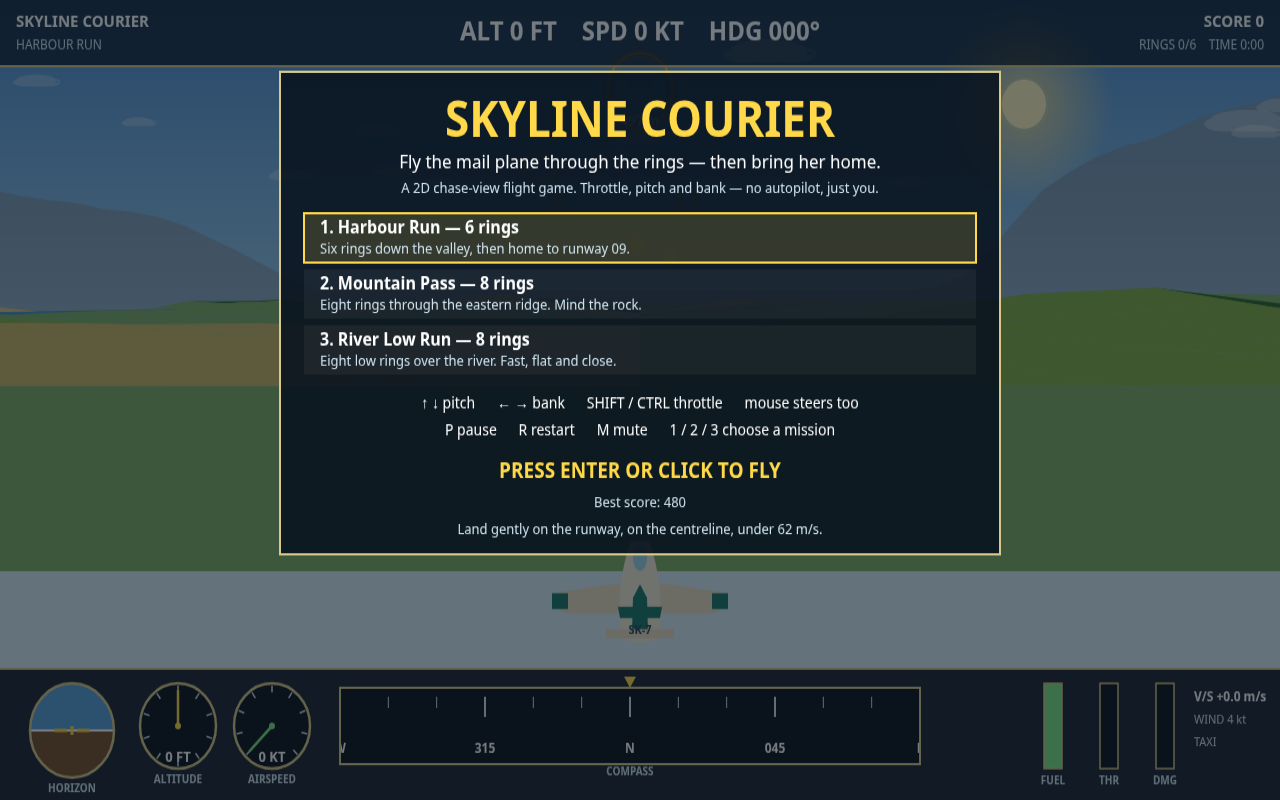 SKYLINE COURIER
HARBOUR RUN
ALT 0 FT SPD 0 KT HDG 000°
SCORE 0
RINGS 0/6 TIME 0:00
SKYLINE COURIER
Fly the mail plane through the rings — then bring her home.
A 2D chase-view flight game. Throttle, pitch and bank — no autopilot, just you.
1. Harbour Run — 6 rings
Six rings down the valley, then home to runway 09.
2. Mountain Pass — 8 rings
Eight rings through the eastern ridge. Mind the rock.
3. River Low Run — 8 rings
Eight low rings over the river. Fast, flat and close.
↑ ↓ pitch ← → bank SHIFT / CTRL throttle mouse steers too
P pause R restart M mute 1 / 2 / 3 choose a mission
PRESS ENTER OR CLICK TO FLY
Best score: 480
Land gently on the runway, on the centreline, under 62 m/s.
SK-7
HORIZON
0 FT
ALTITUDE
0 KT
AIRSPEED
315 N 045
COMPASS
FUEL THR DMG
V/S +0.0 m/s
WIND 4 kt
TAXI